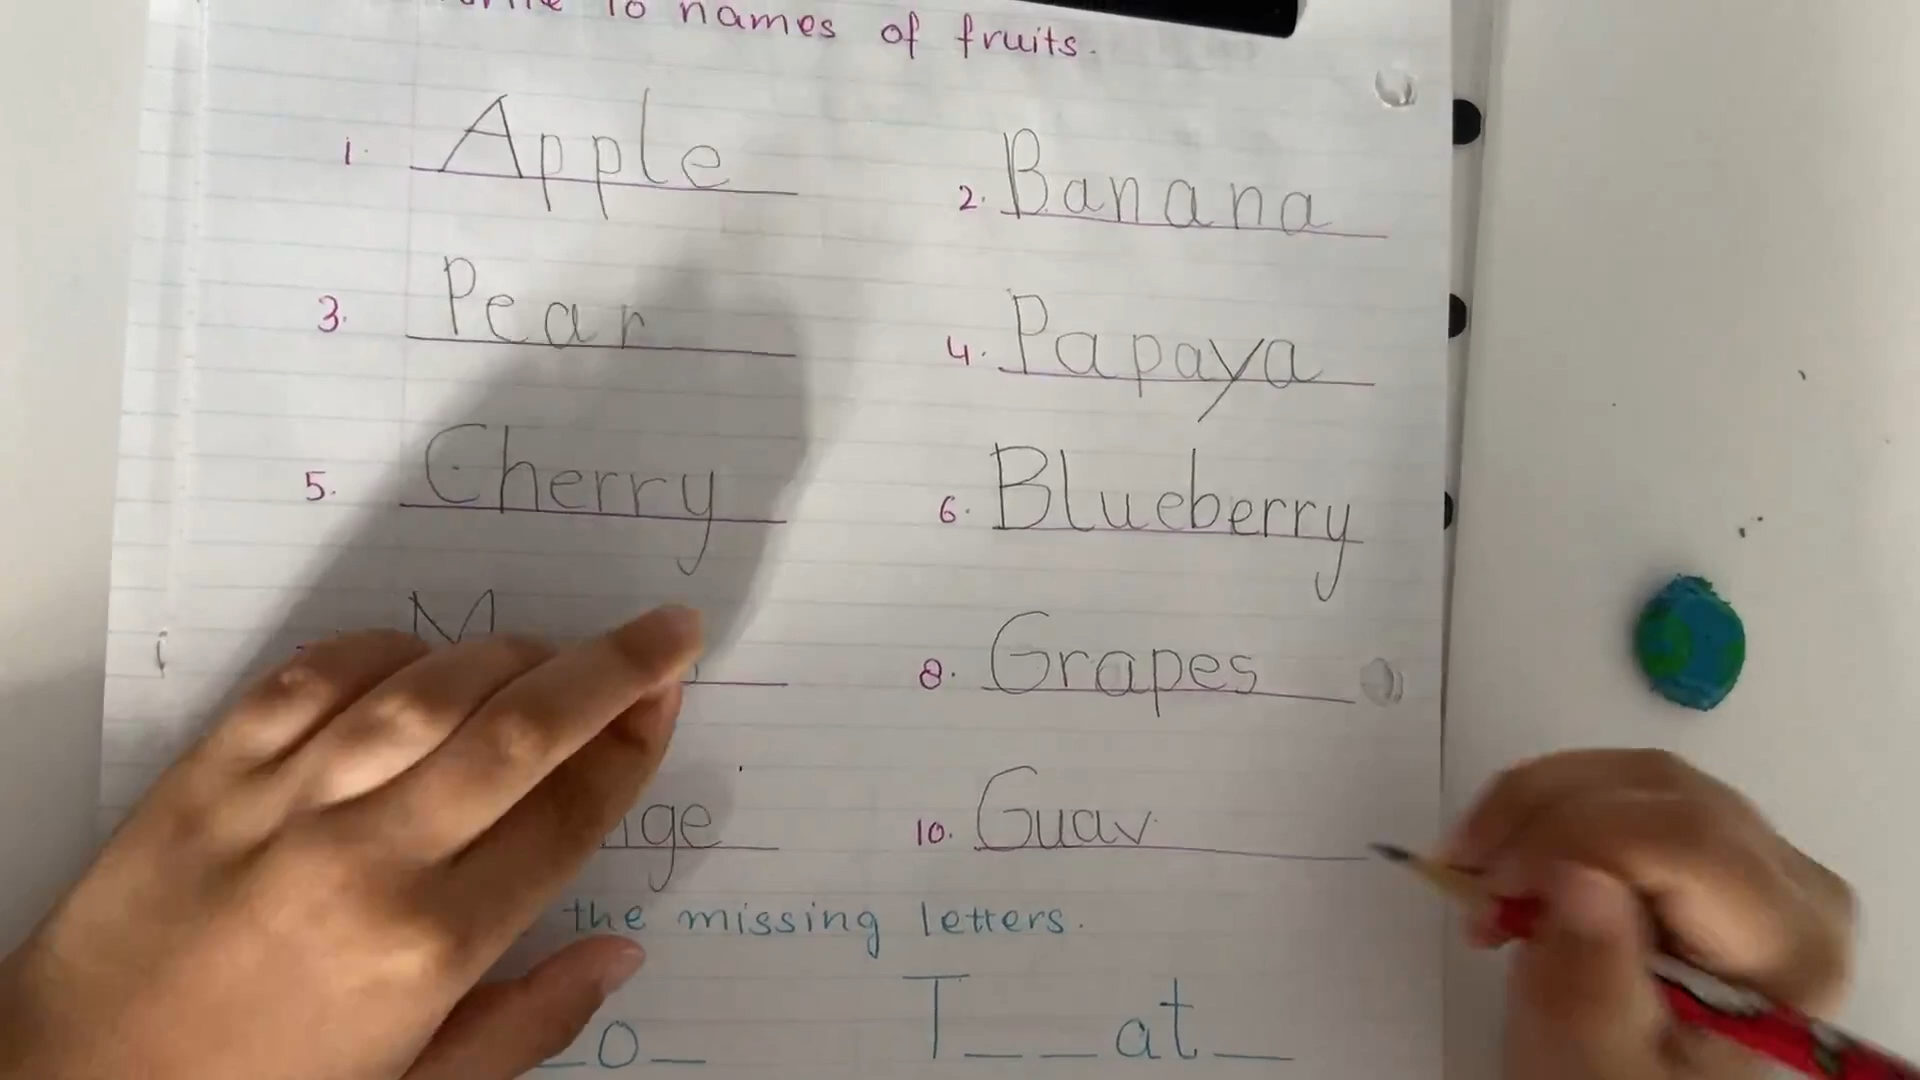 10 names of fruits.
1. Apple
2. Banana
3. Pear
4. Papaya
5. Cherry
6. Blueberry
8. Grapes
10. Guav
the missing letters.
_o_
T__at_